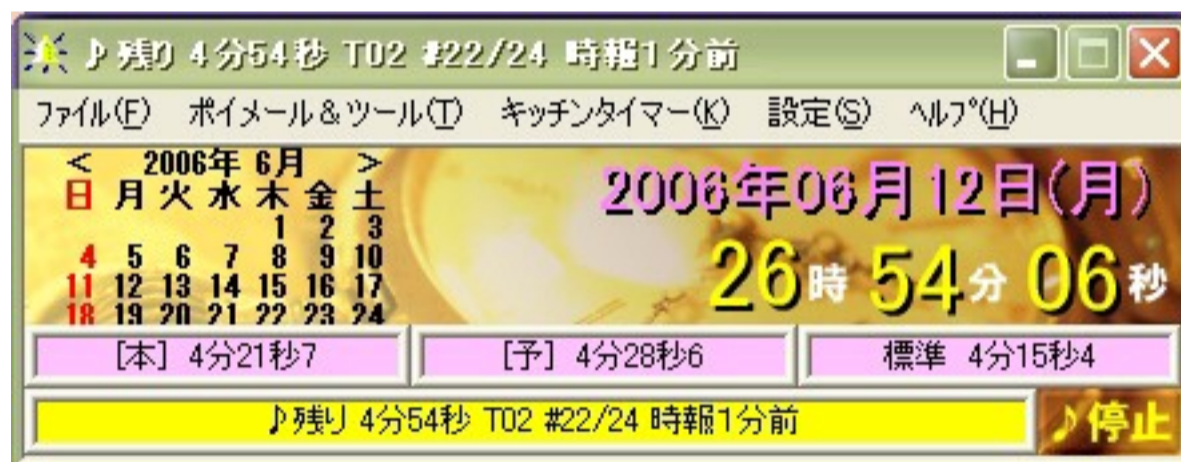 ♪残り 4分54秒 T02 #22/24 時報1分前
ファイル(F) ポイメール&ツール(T) キッチンタイマー(K) 設定(S) ヘルプ(H)
< 2006年 6月 >
日 月 火 水 木 金 土
1 2 3
4 5 6 7 8 9 10
11 12 13 14 15 16 17
18 19 20 21 22 23 24
2006年06月12日(月)
26時54分06秒
[本] 4分21秒7
[予] 4分28秒6
標準 4分15秒4
♪残り 4分54秒 T02 #22/24 時報1分前
♪停止